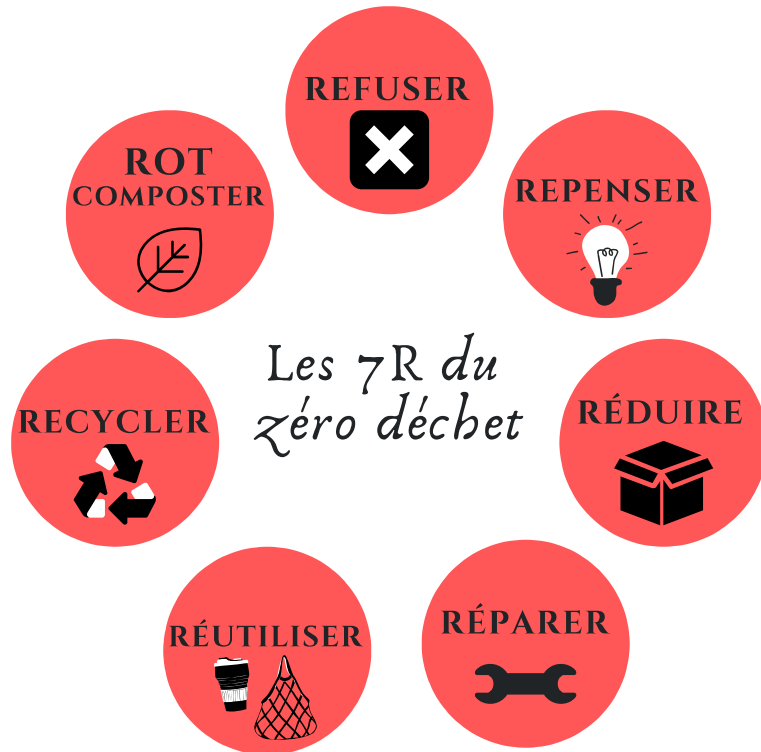 REFUSER
REPENSER
RÉDUIRE
RÉPARER
RÉUTILISER
RECYCLER
ROT
COMPOSTER
Les 7R du
zéro déchet